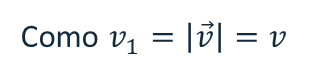 Como 𝑣₁ = |𝑣⃗| = 𝑣